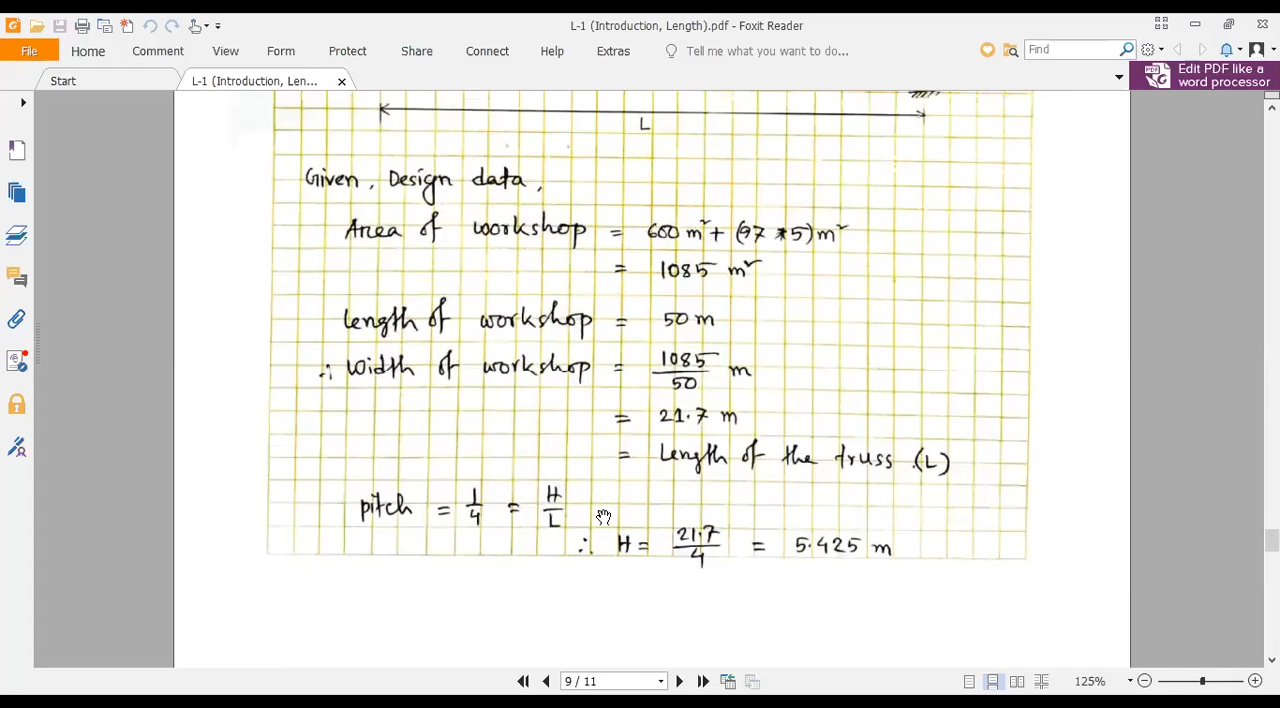 L-1 (Introduction, Length).pdf - Foxit Reader
File Home Comment View Form Protect Share Connect Help Extras Tell me what you want to do... Find
Start L-1 (Introduction, Len... Edit PDF like a
word processor
L
Given, Design data,
Area of workshop = 600 m² + (97 * 5) m²
= 1085 m²
Length of workshop = 50 m
∴ Width of workshop = 1085/50 m
= 21.7 m
= Length of the truss (L)
pitch = 1/4 = H/L
∴ H = 21.7/4 = 5.425 m
9 / 11 125%